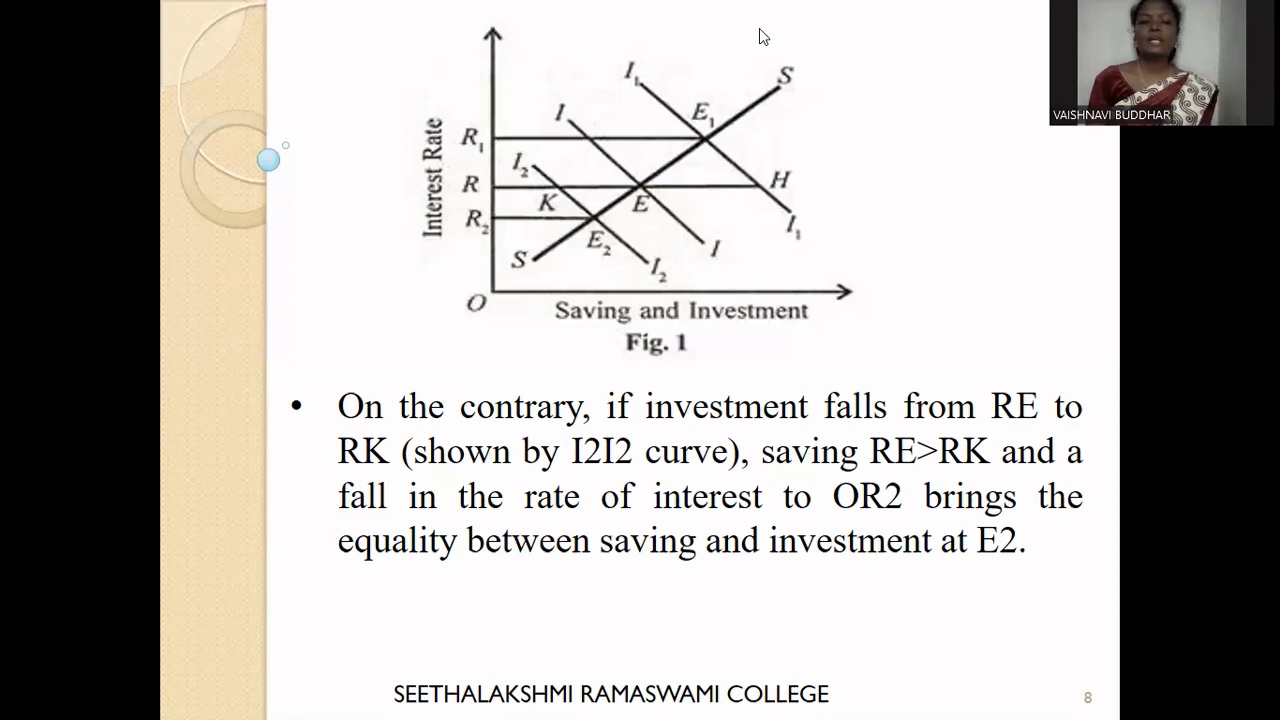 VAISHNAVI BUDDHAR
I₁
S
I
E₁
R₁
I₂
R
K
E
H
R₂
I₁
E₂
I
S
I₂
O
Interest Rate
Saving and Investment
Fig. 1
• On the contrary, if investment falls from RE to
RK (shown by I2I2 curve), saving RE>RK and a
fall in the rate of interest to OR2 brings the
equality between saving and investment at E2.
SEETHALAKSHMI RAMASWAMI COLLEGE
8